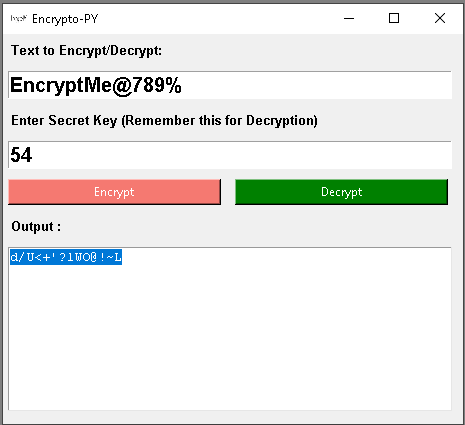 Encrypto-PY
Text to Encrypt/Decrypt:
EncryptMe@789%
Enter Secret Key (Remember this for Decryption)
54
Encrypt Decrypt
Output :
d/U<+'?lWO@!~L